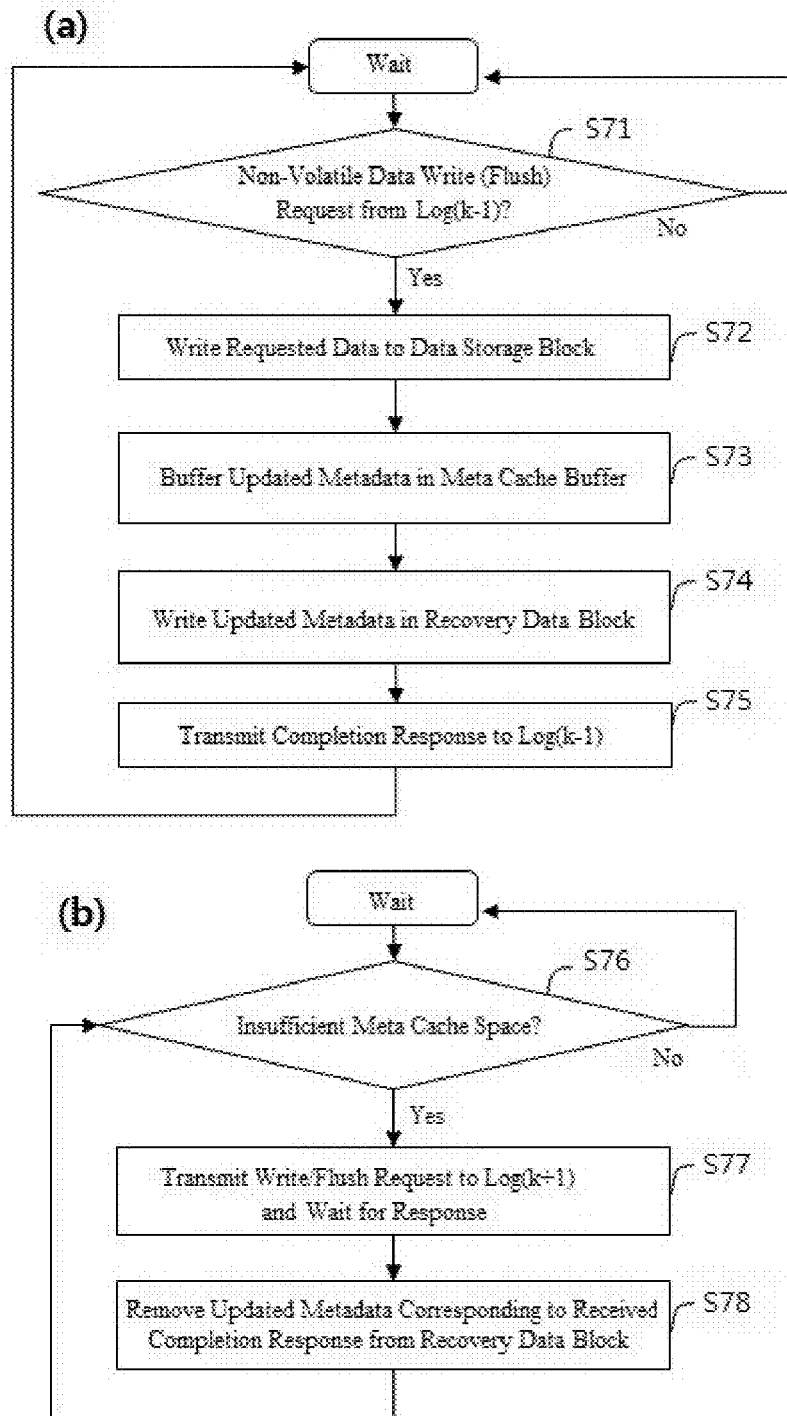 (a)
Wait
S71
Non-Volatile Data Write (Flush)
Request from Log(k-1)?
No
Yes
Write Requested Data to Data Storage Block
S72
Buffer Updated Metadata in Meta Cache Buffer
S73
Write Updated Metadata in Recovery Data Block
S74
Transmit Completion Response to Log(k-1)
S75
(b)
Wait
S76
Insufficient Meta Cache Space?
No
Yes
Transmit Write/Flush Request to Log(k+1)
and Wait for Response
S77
Remove Updated Metadata Corresponding to Received
Completion Response from Recovery Data Block
S78